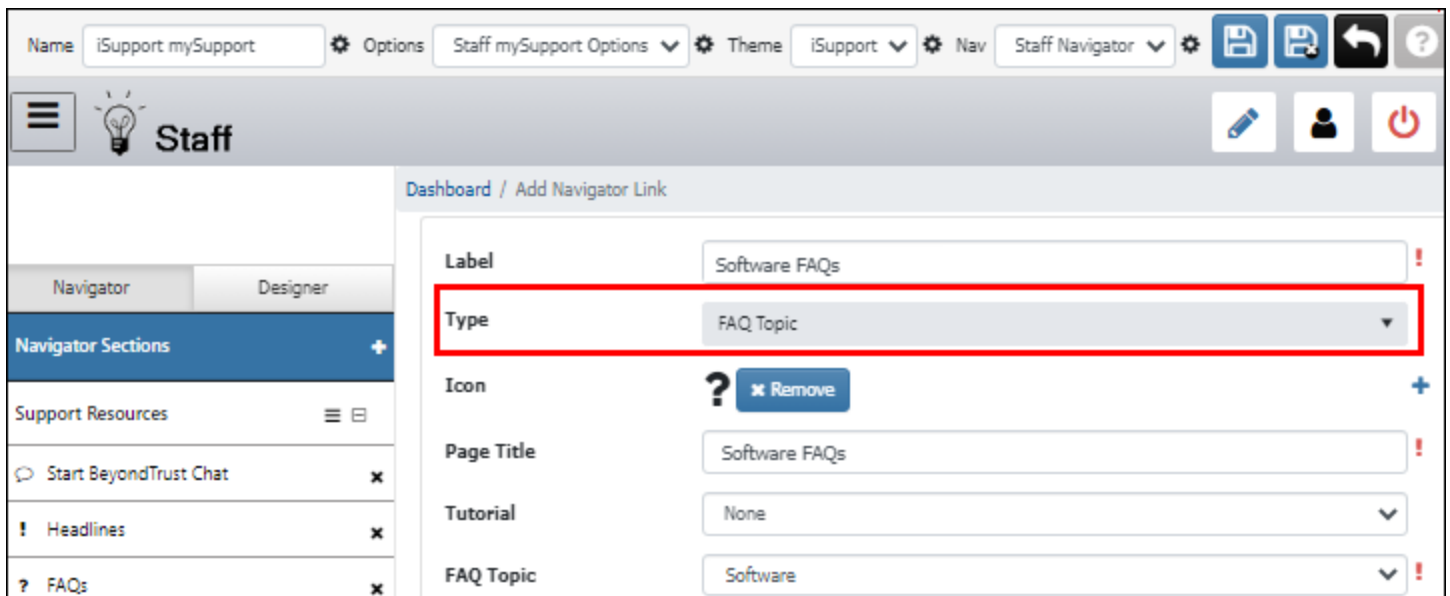 Name iSupport mySupport Options Staff mySupport Options Theme iSupport Nav Staff Navigator ?
Staff
Dashboard / Add Navigator Link
Label Software FAQs !
Navigator Designer
Type FAQ Topic
Navigator Sections +
Icon ? × Remove +
Support Resources
Page Title Software FAQs !
Start BeyondTrust Chat ×
Tutorial None
! Headlines ×
FAQ Topic Software !
? FAQs ×